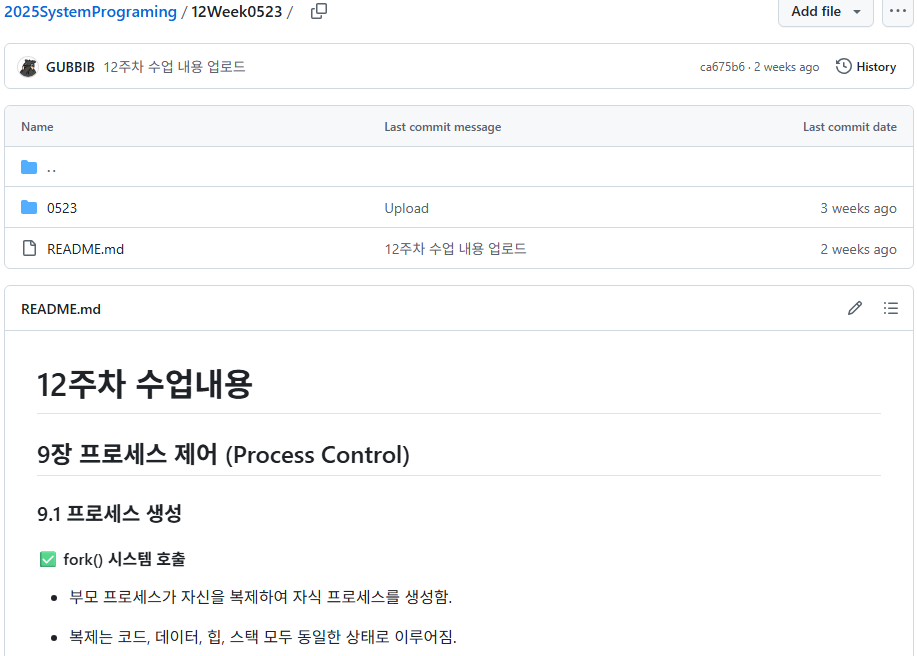 2025SystemPrograming / 12Week0523 /
Add file
GUBBIB 12주차 수업 내용 업로드
ca675b6 · 2 weeks ago
History
Name Last commit message Last commit date
..
0523 Upload 3 weeks ago
README.md 12주차 수업 내용 업로드 2 weeks ago
README.md
12주차 수업내용
9장 프로세스 제어 (Process Control)
9.1 프로세스 생성
✅ fork() 시스템 호출
• 부모 프로세스가 자신을 복제하여 자식 프로세스를 생성함.
• 복제는 코드, 데이터, 힙, 스택 모두 동일한 상태로 이루어짐.